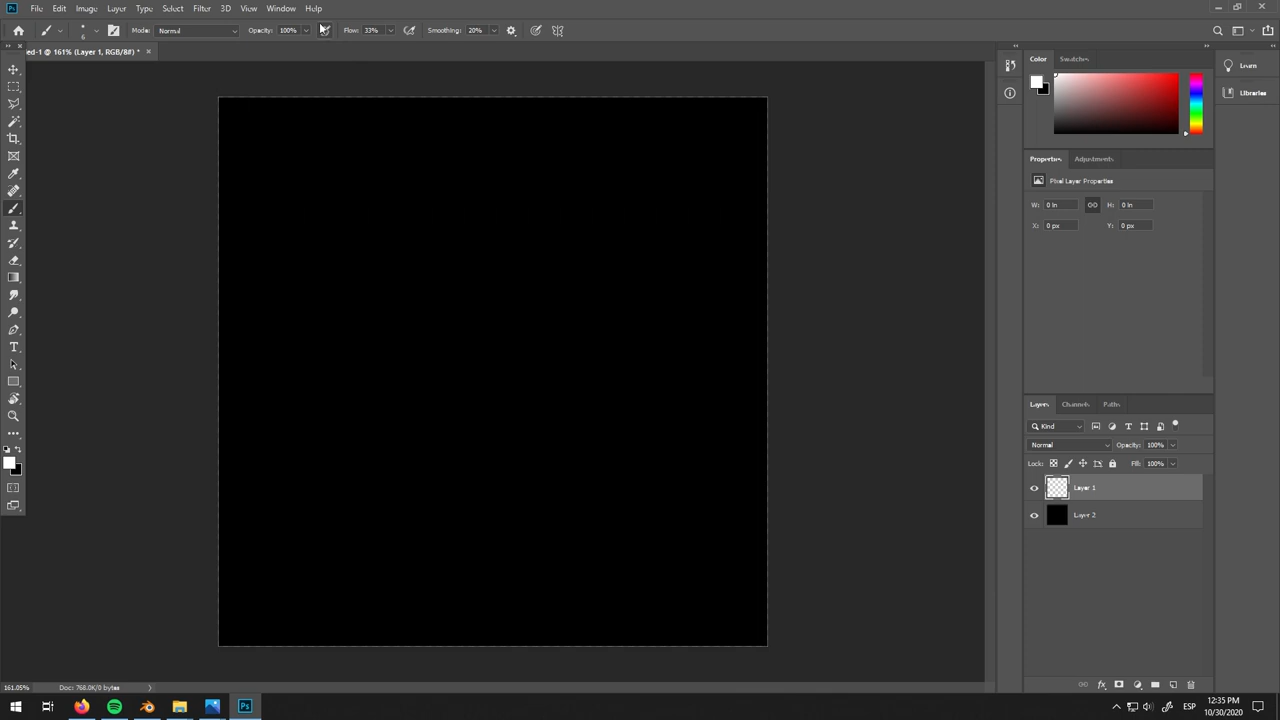 Ps File Edit Image Layer Type Select Filter 3D View Window Help
6 Mode: Normal Opacity: 100% Flow: 33% Smoothing: 20%
ed-1 @ 161% (Layer 1, RGB/8#) *
Color Swatches
Learn
Libraries
Properties Adjustments
Pixel Layer Properties
W: 0 in H: 0 in
X: 0 px Y: 0 px
Layers Channels Paths
Kind
Normal Opacity: 100%
Lock: Fill: 100%
Layer 1
Layer 2
161.05% Doc: 768.0K/0 bytes
Ps ESP 12:35 PM
10/30/2020